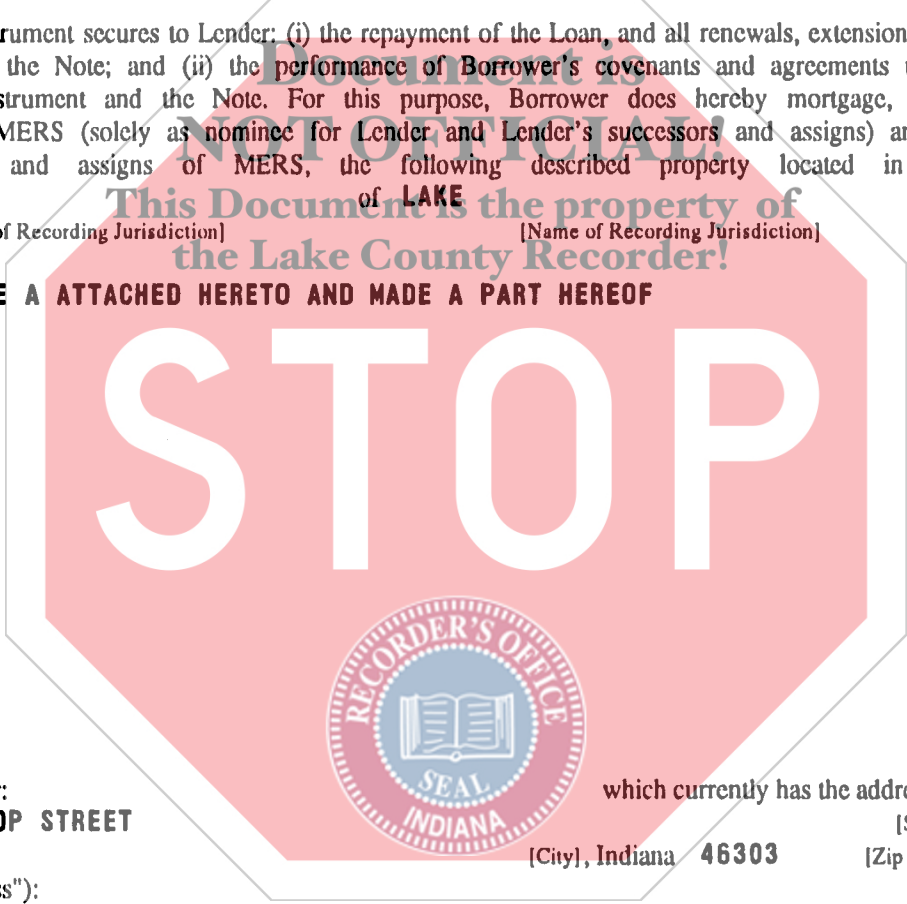 rument secures to Lender: (i) the repayment of the Loan, and all renewals, extension
the Note; and (ii) the performance of Borrower's covenants and agreements
strument and the Note. For this purpose, Borrower does hereby mortgage,
MERS (solely as nominee for Lender and Lender's successors and assigns) an
and assigns of MERS, the following described property located in
of LAKE
of Recording Jurisdiction] [Name of Recording Jurisdiction]
E A ATTACHED HERETO AND MADE A PART HEREOF
Document is
NOT OFFICIAL!
This Document is the property of
the Lake County Recorder!
STOP
RECORDER'S OFFICE
SEAL
INDIANA
which currently has the addre
OP STREET
[City], Indiana 46303 [Zip
ss"):